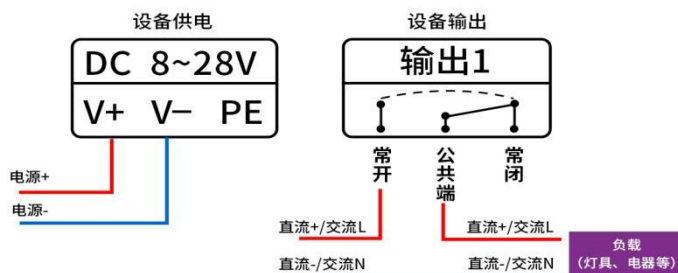 设备供电
设备输出
DC 8~28V
输出1
V+ V− PE
常开
公共端
常闭
电源+
电源-
直流+/交流L
直流+/交流L
直流-/交流N
直流-/交流N
负载
（灯具、电器等）